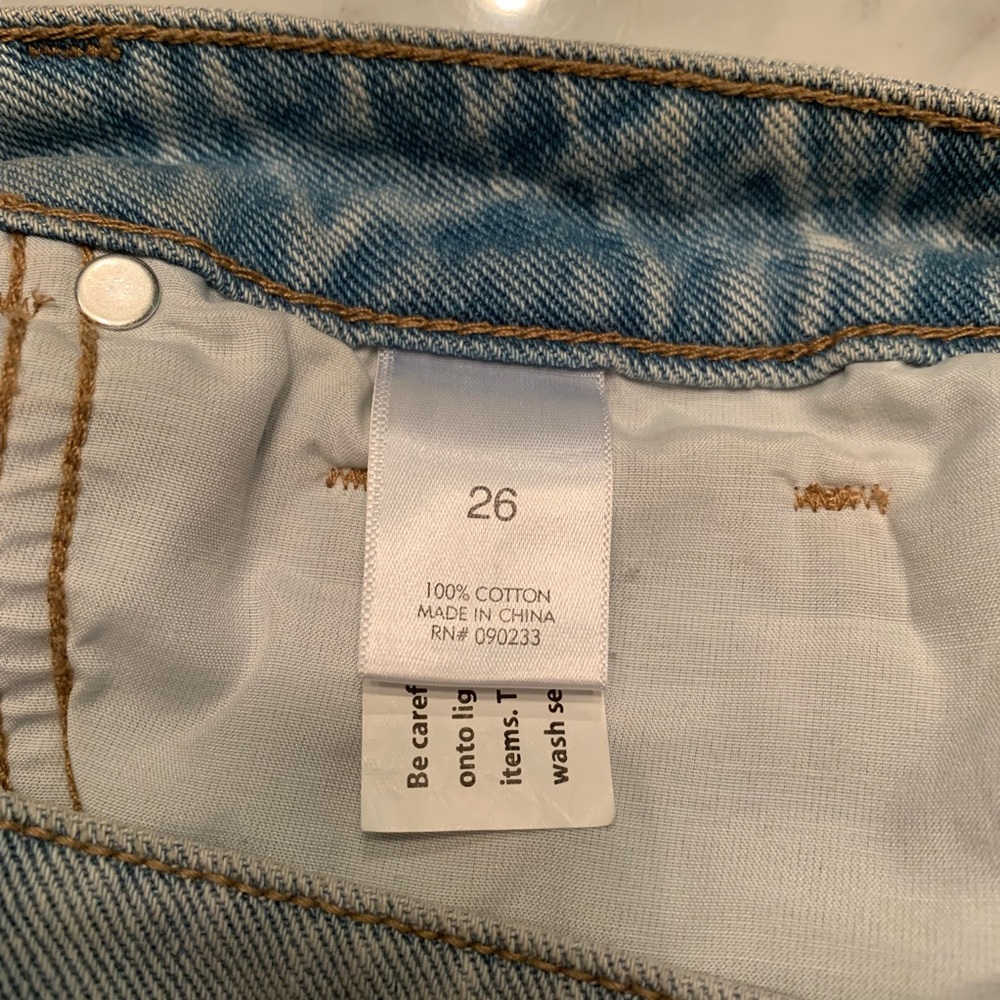 26
100% COTTON
MADE IN CHINA
RN# 090233
Be caref
onto lig
items. T
wash se